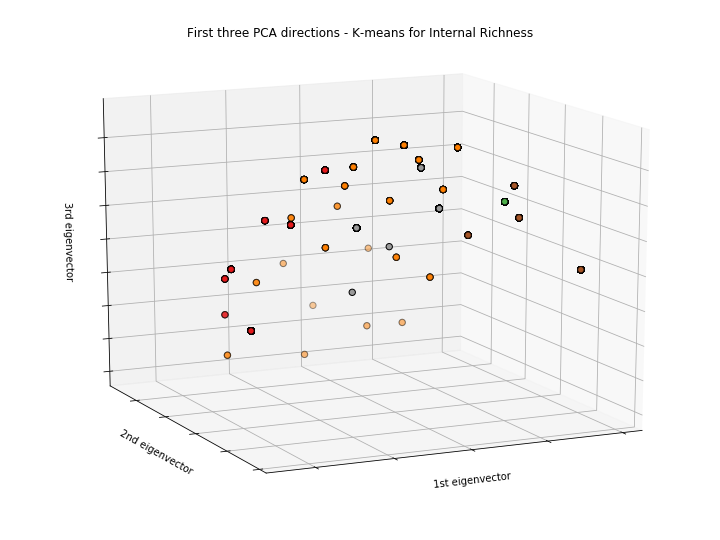 First three PCA directions - K-means for Internal Richness
3rd eigenvector
2nd eigenvector
1st eigenvector